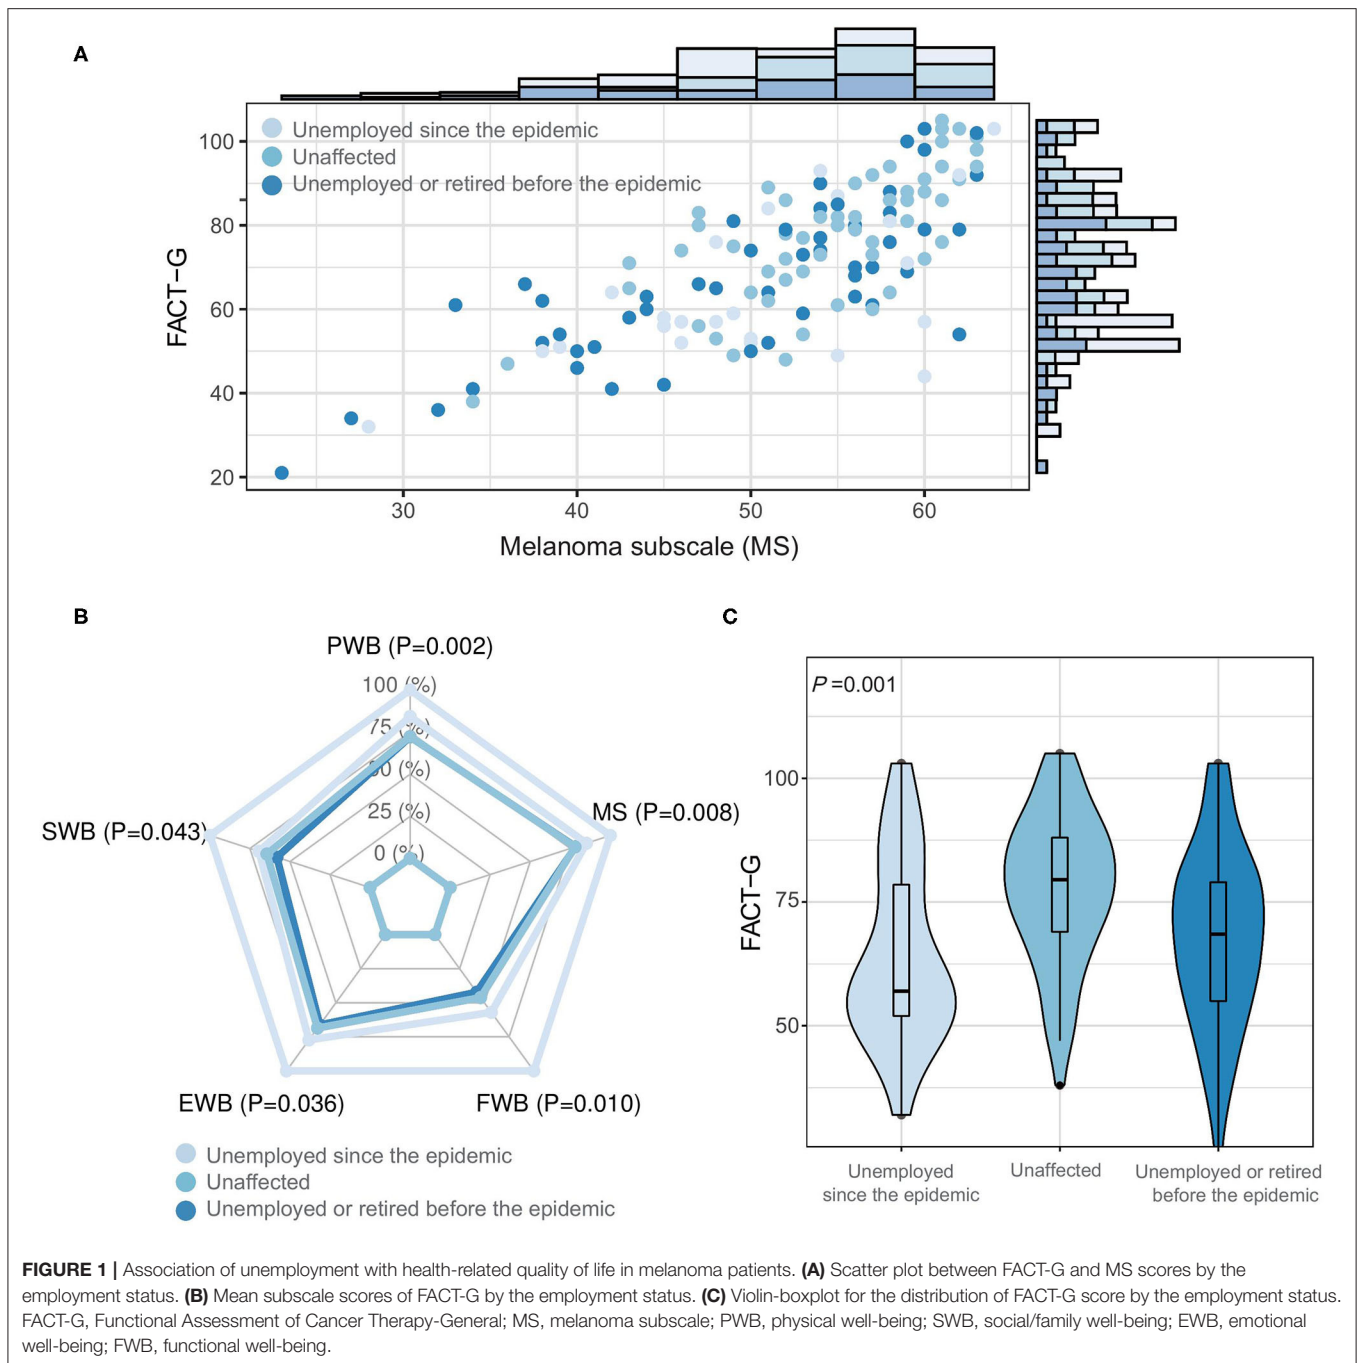 A
Unemployed since the epidemic
Unaffected
Unemployed or retired before the epidemic
100
80
60
40
20
FACT−G
30 40 50 60
Melanoma subscale (MS)
B
PWB (P=0.002)
100 (%)
75 (%)
50 (%)
25 (%)
0 (%)
MS (P=0.008)
SWB (P=0.043)
EWB (P=0.036)
FWB (P=0.010)
Unemployed since the epidemic
Unaffected
Unemployed or retired before the epidemic
C
P =0.001
100
75
50
FACT−G
Unemployed
since the epidemic
Unaffected
Unemployed or retired
before the epidemic
FIGURE 1 | Association of unemployment with health-related quality of life in melanoma patients. (A) Scatter plot between FACT-G and MS scores by the
employment status. (B) Mean subscale scores of FACT-G by the employment status. (C) Violin-boxplot for the distribution of FACT-G score by the employment status.
FACT-G, Functional Assessment of Cancer Therapy-General; MS, melanoma subscale; PWB, physical well-being; SWB, social/family well-being; EWB, emotional
well-being; FWB, functional well-being.